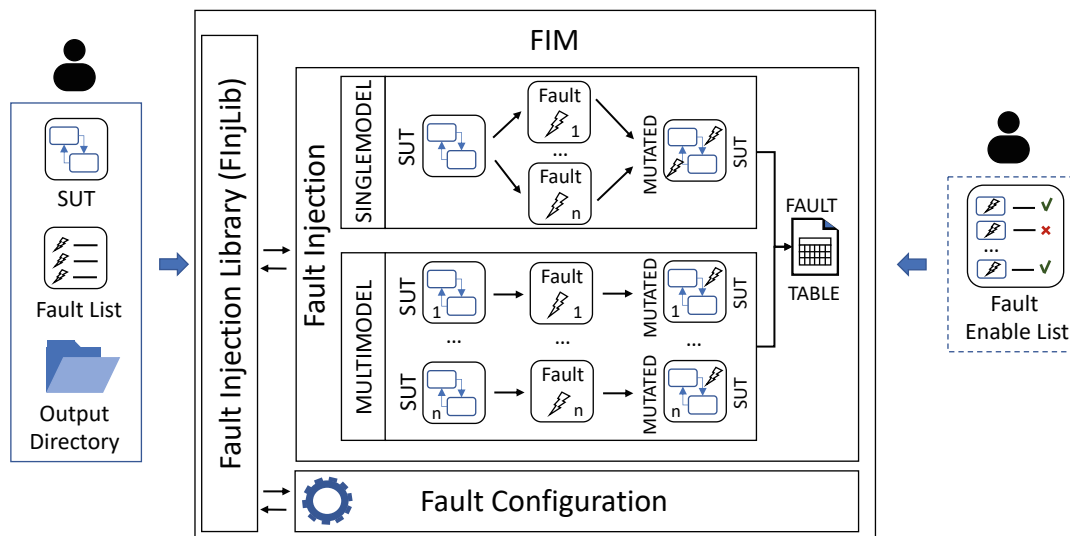 SUT
Fault List
Output
Directory
FIM
Fault Injection Library (FInjLib)
Fault Injection
SINGLEMODEL
SUT
Fault
1
...
Fault
n
MUTATED
SUT
...
MULTIMODEL
SUT
1
...
SUT
n
Fault
1
...
Fault
n
MUTATED
SUT
1
...
MUTATED
SUT
n
FAULT
TABLE
Fault Configuration
...
Fault
Enable List